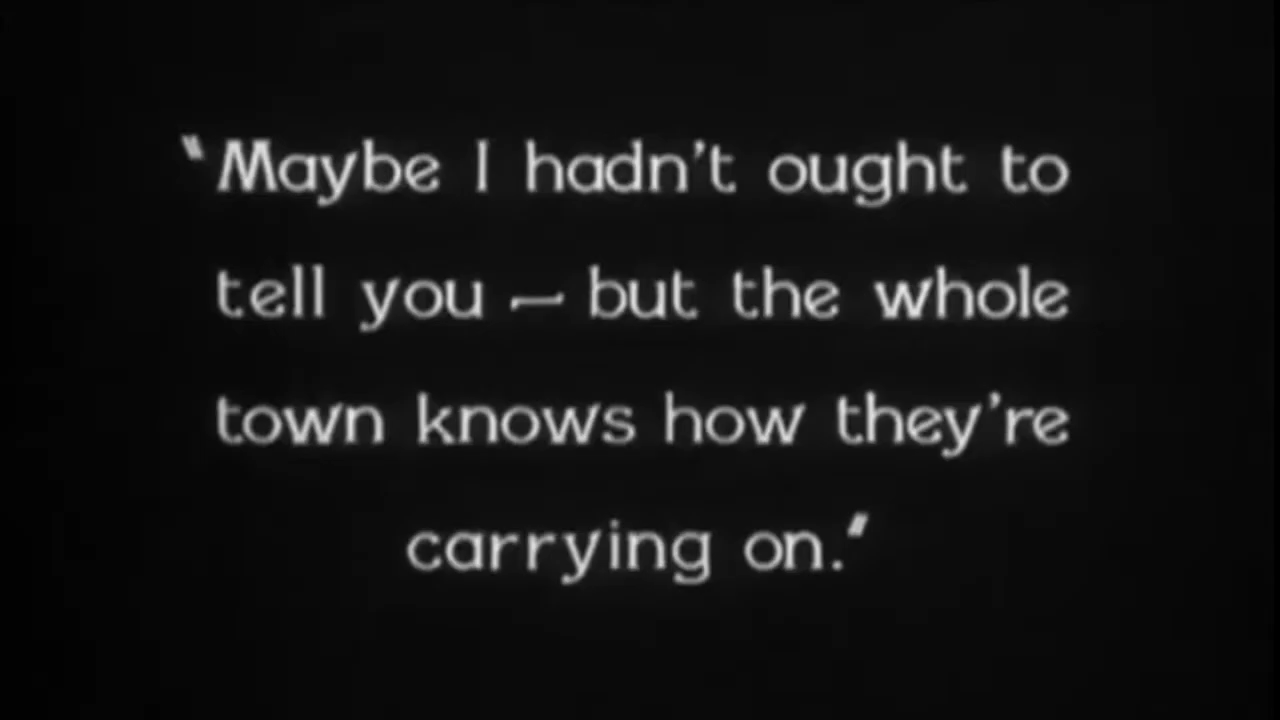 "Maybe I hadn't ought to
tell you — but the whole
town knows how they're
carrying on."